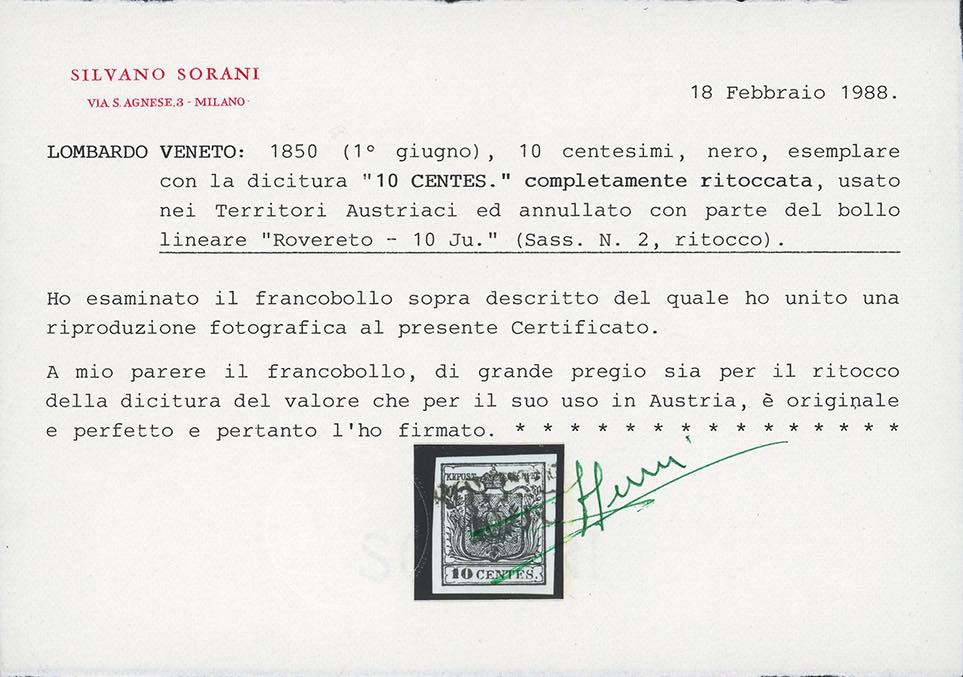 SILVANO SORANI
VIA S. AGNESE, 3 - MILANO
18 Febbraio 1988.
LOMBARDO VENETO: 1850 (1° giugno), 10 centesimi, nero, esemplare
con la dicitura "10 CENTES." completamente ritoccata, usato
nei Territori Austriaci ed annullato con parte del bollo
lineare "Rovereto - 10 Ju." (Sass. N. 2, ritocco).
Ho esaminato il francobollo sopra descritto del quale ho unito una
riproduzione fotografica al presente Certificato.
A mio parere il francobollo, di grande pregio sia per il ritocco
della dicitura del valore che per il suo uso in Austria, è originale
e perfetto e pertanto l'ho firmato. * * * * * * * * * * * * * * *
10 CENTES.